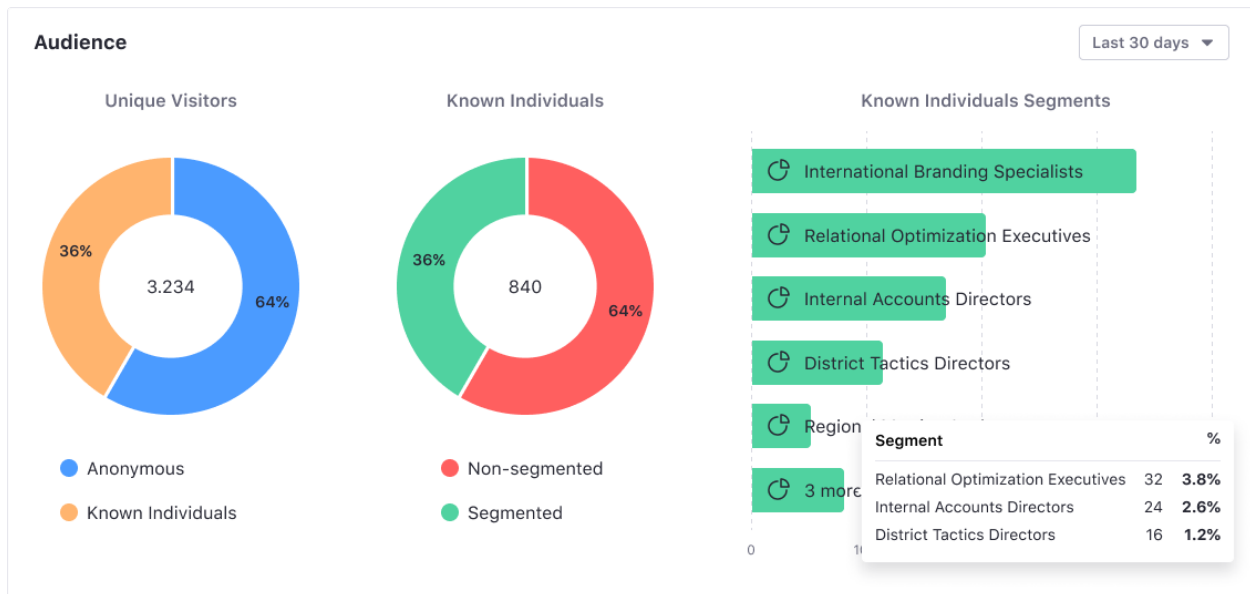 Audience
Last 30 days
Unique Visitors
Known Individuals
Known Individuals Segments
36%
3.234
64%
Anonymous
Known Individuals
36%
840
64%
Non-segmented
Segmented
International Branding Specialists
Relational Optimization Executives
Internal Accounts Directors
District Tactics Directors
3 more
0
Segment %
Relational Optimization Executives 32 3.8%
Internal Accounts Directors 24 2.6%
District Tactics Directors 16 1.2%